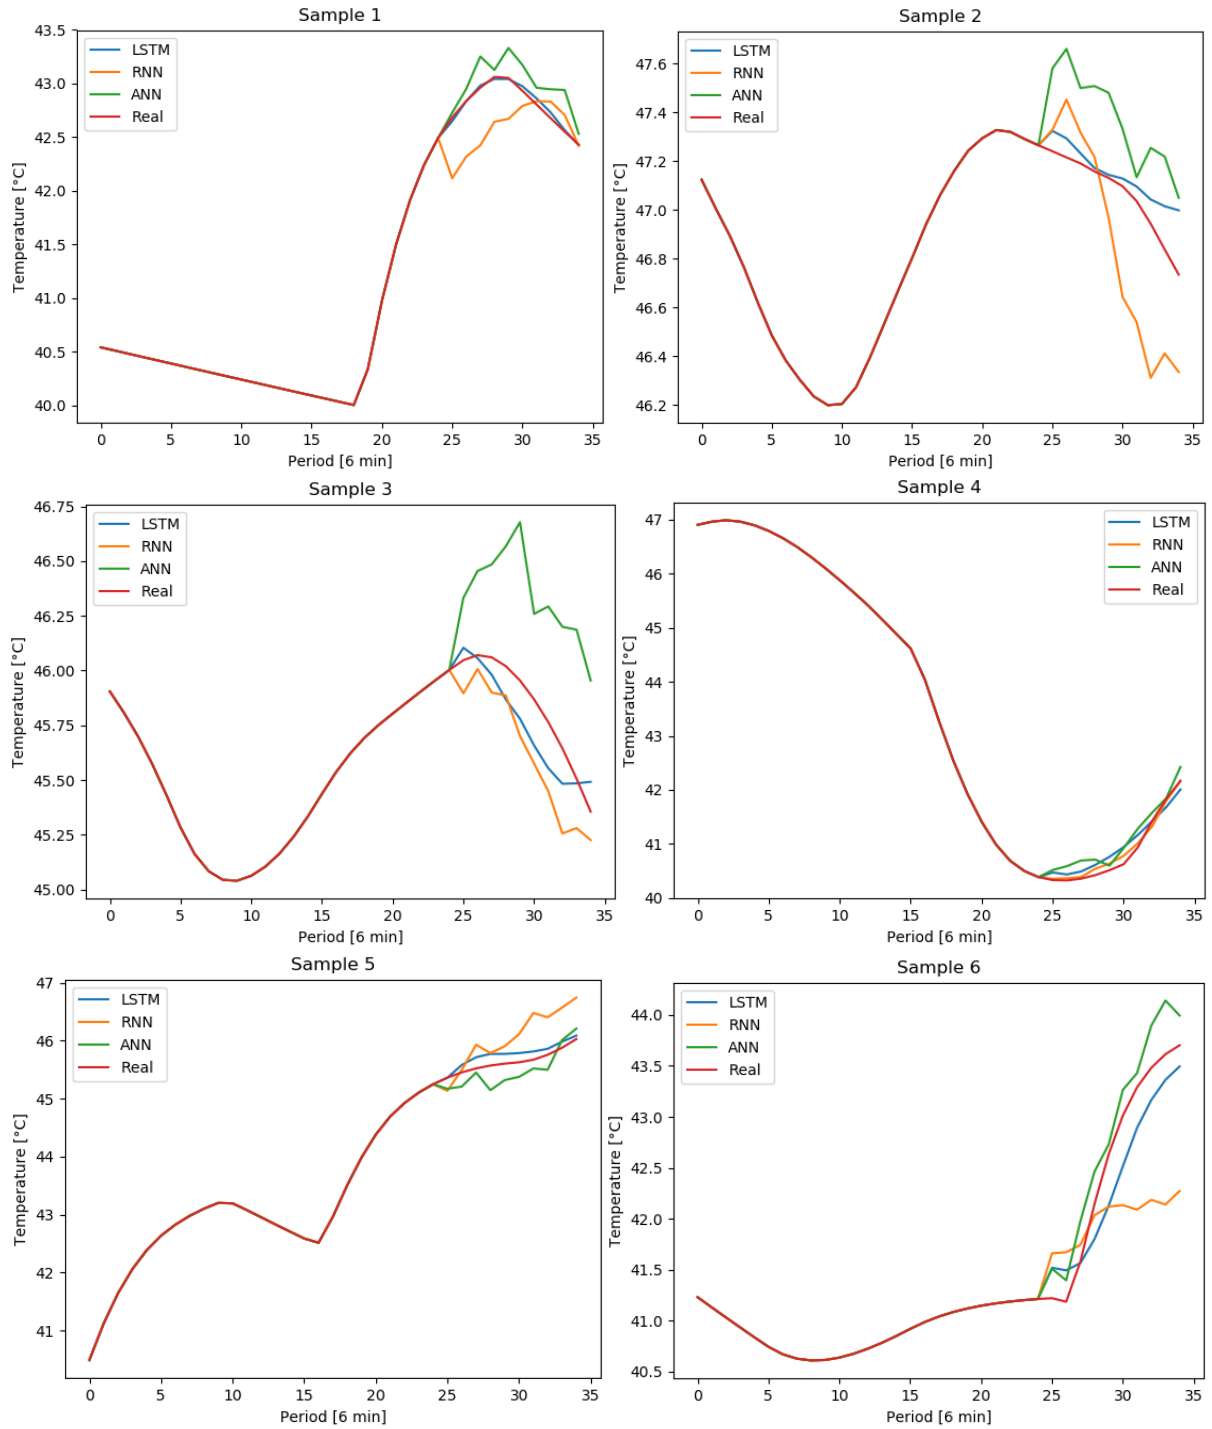 Sample 1
43.5
43.0
42.5
42.0
41.5
41.0
40.5
40.0
Temperature [°C]
LSTM
RNN
ANN
Real
0 5 10 15 20 25 30 35
Period [6 min]
Sample 2
47.6
47.4
47.2
47.0
46.8
46.6
46.4
46.2
Temperature [°C]
LSTM
RNN
ANN
Real
0 5 10 15 20 25 30 35
Period [6 min]
Sample 3
46.75
46.50
46.25
46.00
45.75
45.50
45.25
45.00
Temperature [°C]
LSTM
RNN
ANN
Real
0 5 10 15 20 25 30 35
Period [6 min]
Sample 4
47
46
45
44
43
42
41
40
Temperature [°C]
LSTM
RNN
ANN
Real
0 5 10 15 20 25 30 35
Period [6 min]
Sample 5
47
46
45
44
43
42
41
Temperature [°C]
LSTM
RNN
ANN
Real
0 5 10 15 20 25 30 35
Period [6 min]
Sample 6
44.0
43.5
43.0
42.5
42.0
41.5
41.0
40.5
Temperature [°C]
LSTM
RNN
ANN
Real
0 5 10 15 20 25 30 35
Period [6 min]